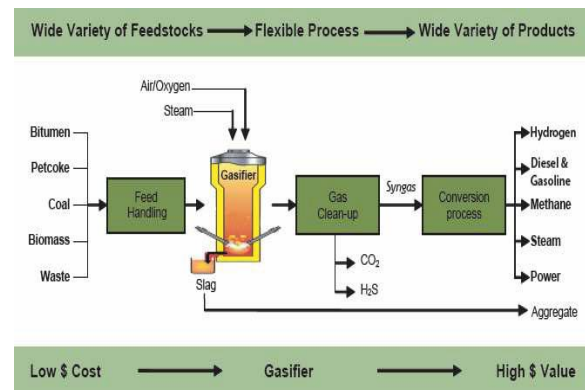 Wide Variety of Feedstocks Flexible Process Wide Variety of Products
Air/Oxygen
Steam
Bitumen
Petcoke
Coal
Biomass
Waste
Feed
Handling
Gasifier
Slag
Gas
Clean-up
CO₂
H₂S
Syngas
Conversion
process
Hydrogen
Diesel &
Gasoline
Methane
Steam
Power
Aggregate
Low $ Cost Gasifier High $ Value